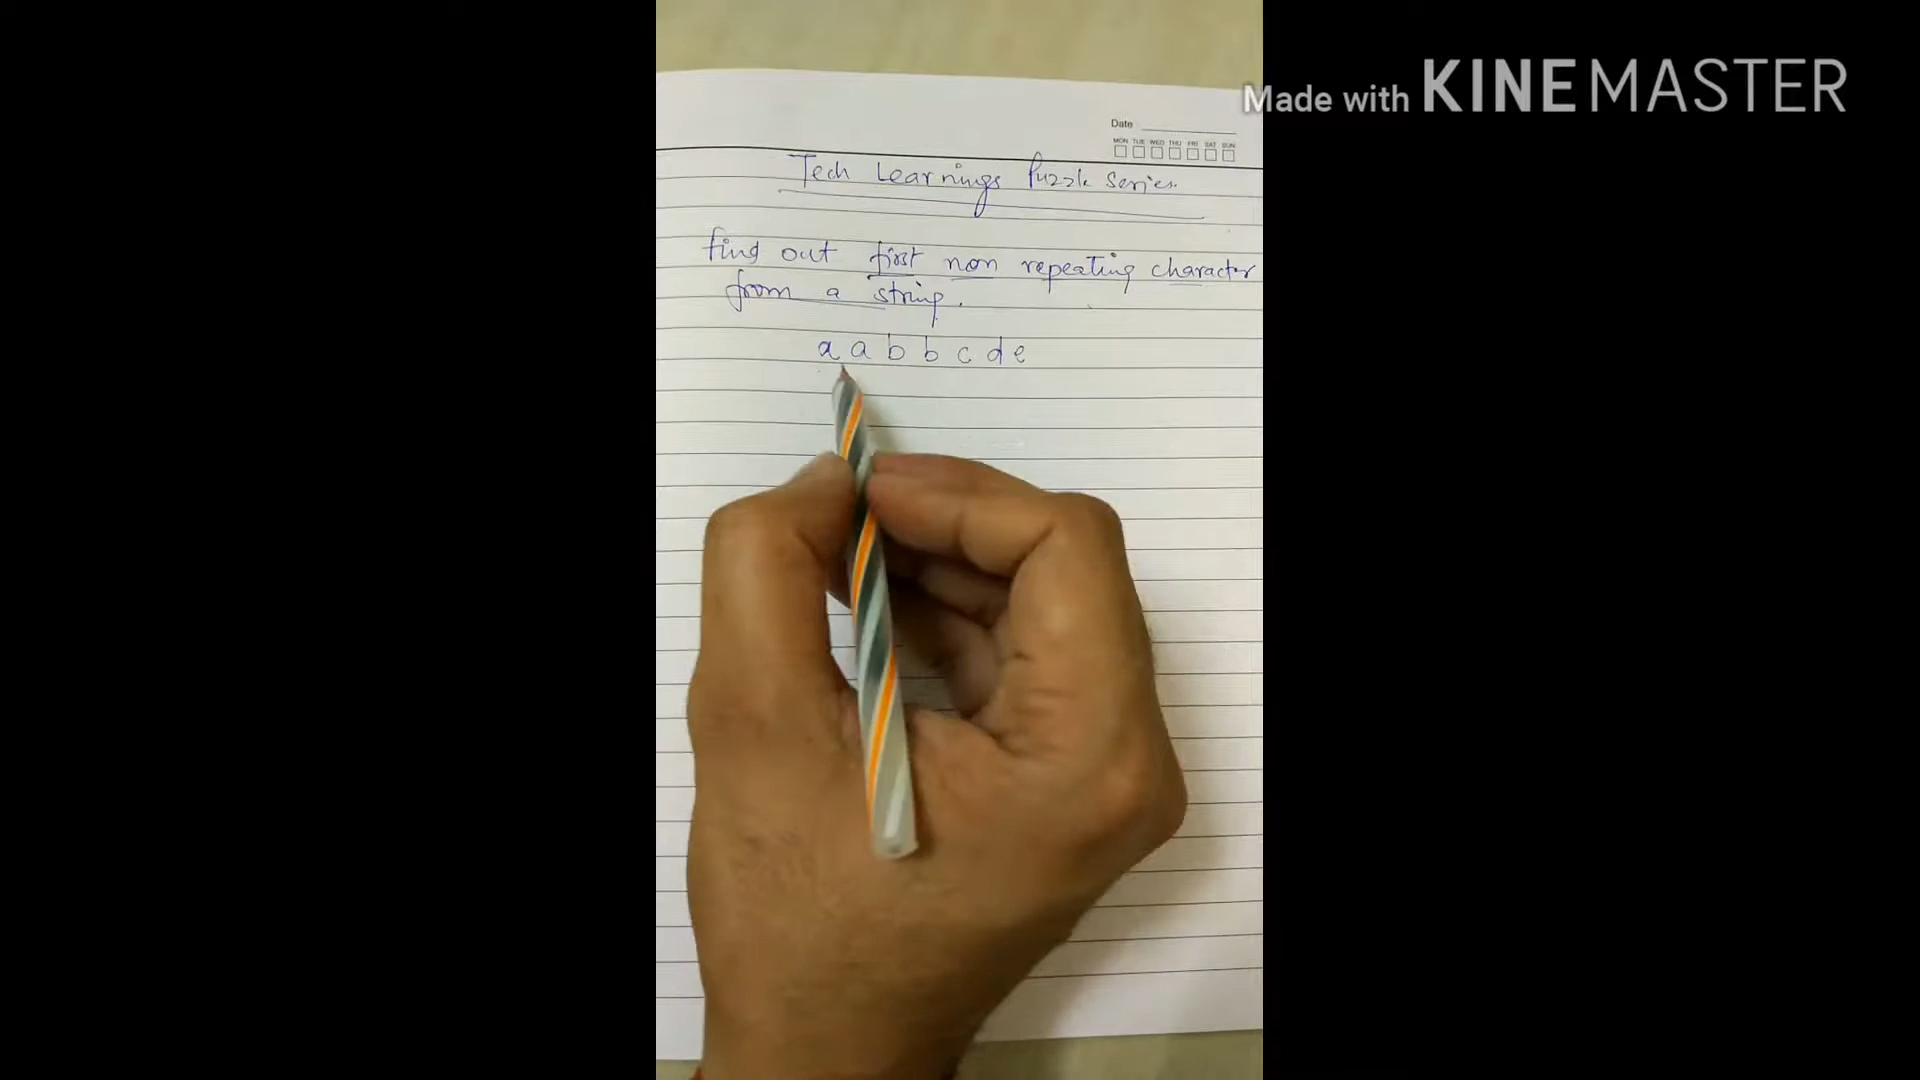 Made with KINEMASTER
Date
MON TUE WED THU FRI SAT SUN
Tech Learnings Puzzle Series.
find out first non repeating character
from a string.
a a b b c d e